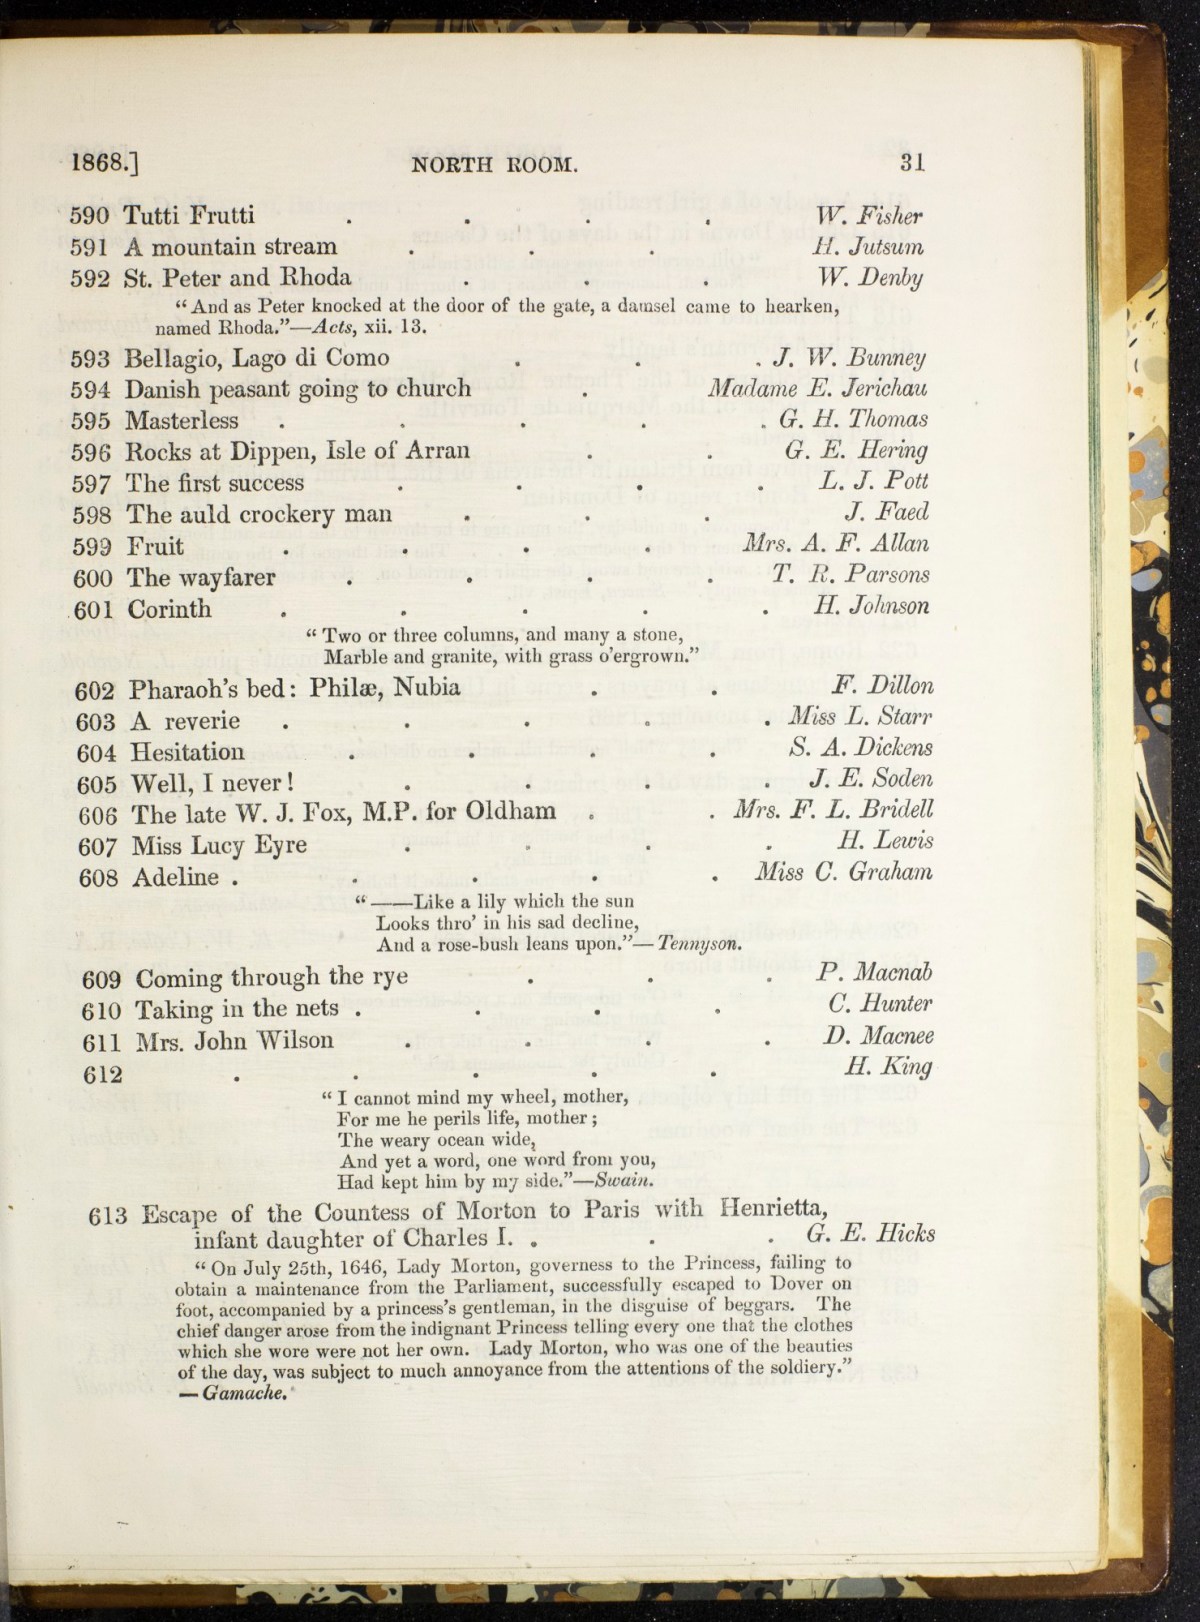 1868.] NORTH ROOM. 31
590 Tutti Frutti . . . . W. Fisher
591 A mountain stream . . . H. Jutsum
592 St. Peter and Rhoda . . . W. Denby
“And as Peter knocked at the door of the gate, a damsel came to hearken,
named Rhoda.”—Acts, xii. 13.
593 Bellagio, Lago di Como . . . J. W. Bunney
594 Danish peasant going to church . Madame E. Jerichau
595 Masterless . . . . . G. H. Thomas
596 Rocks at Dippen, Isle of Arran . . G. E. Hering
597 The first success . . . . L. J. Pott
598 The auld crockery man . . . J. Faed
599 Fruit . . . . Mrs. A. F. Allan
600 The wayfarer . . . . T. R. Parsons
601 Corinth . . . . . H. Johnson
“Two or three columns, and many a stone,
Marble and granite, with grass o’ergrown.”
602 Pharaoh’s bed: Philæ, Nubia . . F. Dillon
603 A reverie . . . . . Miss L. Starr
604 Hesitation . . . . S. A. Dickens
605 Well, I never! . . . . J. E. Soden
606 The late W. J. Fox, M.P. for Oldham . . Mrs. F. L. Bridell
607 Miss Lucy Eyre . . . . H. Lewis
608 Adeline . . . . . Miss C. Graham
“——Like a lily which the sun
Looks thro’ in his sad decline,
And a rose-bush leans upon.”—Tennyson.
609 Coming through the rye . . . P. Macnab
610 Taking in the nets . . . . C. Hunter
611 Mrs. John Wilson . . . . D. Macnee
612 . . . . . H. King
“I cannot mind my wheel, mother,
For me he perils life, mother;
The weary ocean wide,
And yet a word, one word from you,
Had kept him by my side.”—Swain.
613 Escape of the Countess of Morton to Paris with Henrietta,
infant daughter of Charles I. . . . G. E. Hicks
“On July 25th, 1646, Lady Morton, governess to the Princess, failing to
obtain a maintenance from the Parliament, successfully escaped to Dover on
foot, accompanied by a princess’s gentleman, in the disguise of beggars. The
chief danger arose from the indignant Princess telling every one that the clothes
which she wore were not her own. Lady Morton, who was one of the beauties
of the day, was subject to much annoyance from the attentions of the soldiery.”
—Gamache.